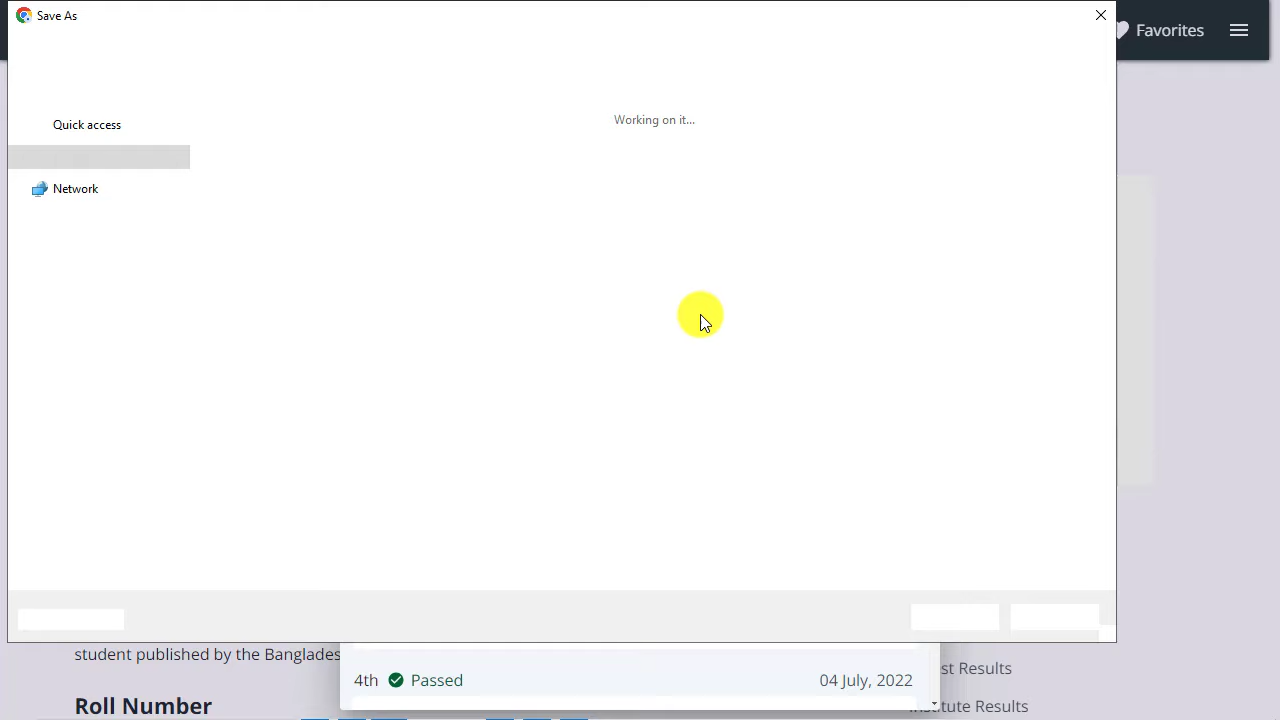 Save As
Favorites
Quick access
Working on it...
Network
student published by the Banglades
4th Passed 04 July, 2022
st Results
Roll Number
nstitute Results